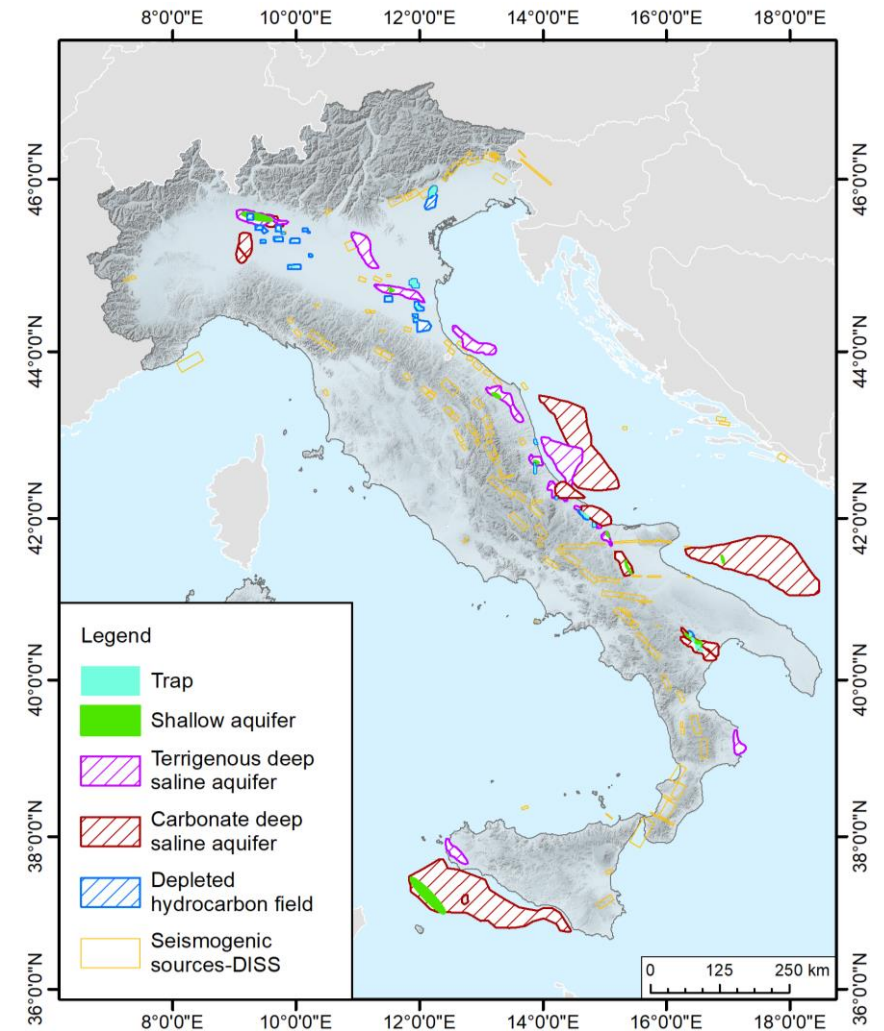 8°0'0"E 10°0'0"E 12°0'0"E 14°0'0"E 16°0'0"E 18°0'0"E
46°0'0"N 46°0'0"N
44°0'0"N 44°0'0"N
42°0'0"N 42°0'0"N
40°0'0"N 40°0'0"N
38°0'0"N 38°0'0"N
36°0'0"N 36°0'0"N
Legend
Trap
Shallow aquifer
Terrigenous deep
saline aquifer
Carbonate deep
saline aquifer
Depleted
hydrocarbon field
Seismogenic
sources-DISS
0 125 250 km
8°0'0"E 10°0'0"E 12°0'0"E 14°0'0"E 16°0'0"E 18°0'0"E